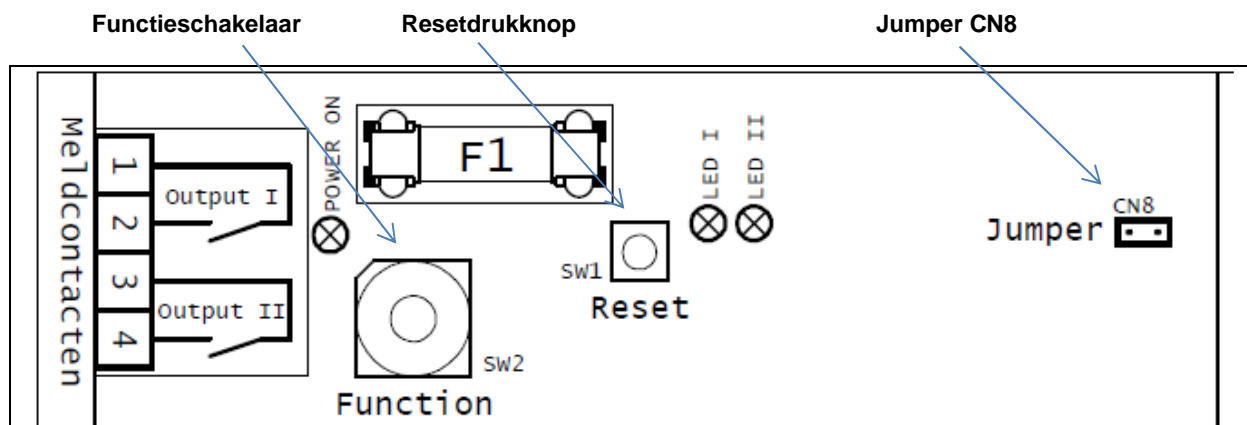 Functieschakelaar
Resetdrukknop
Jumper CN8
Meldcontacten
1
2
3
4
Output I
Output II
POWER ON
F1
LED I
LED II
CN8
Jumper
SW1
Reset
SW2
Function